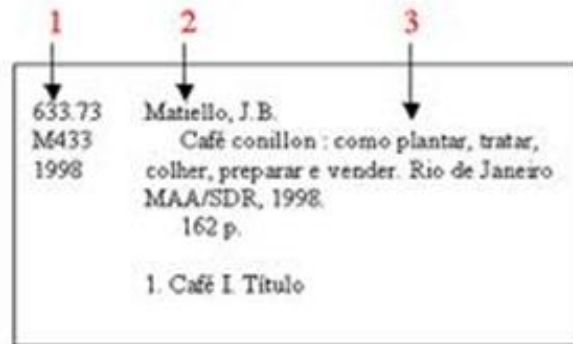 1 2 3
633.73 Matiello, J.B.
M433 Café conillon : como plantar, tratar,
1998 colher, preparar e vender. Rio de Janeiro
MAA/SDR, 1998.
162 p.
1. Café I. Título